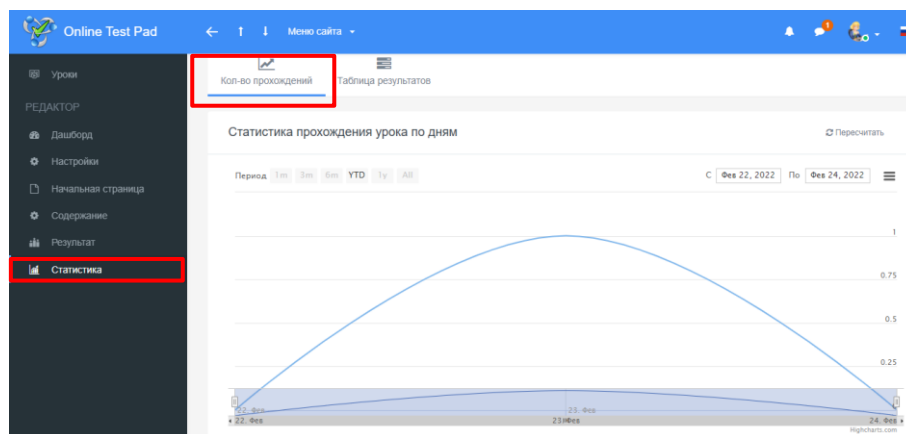 Online Test Pad
Меню сайта
Уроки
РЕДАКТОР
Дашборд
Настройки
Начальная страница
Содержание
Результат
Статистика
Кол-во прохождений
Таблица результатов
Статистика прохождения урока по дням
Пересчитать
Период 1m 3m 6m YTD 1y All
С Фев 22, 2022 По Фев 24, 2022
1
0.75
0.5
0.25
22. Фев 23. Фев
22. Фев 23 Фев 24. Фев
Highcharts.com